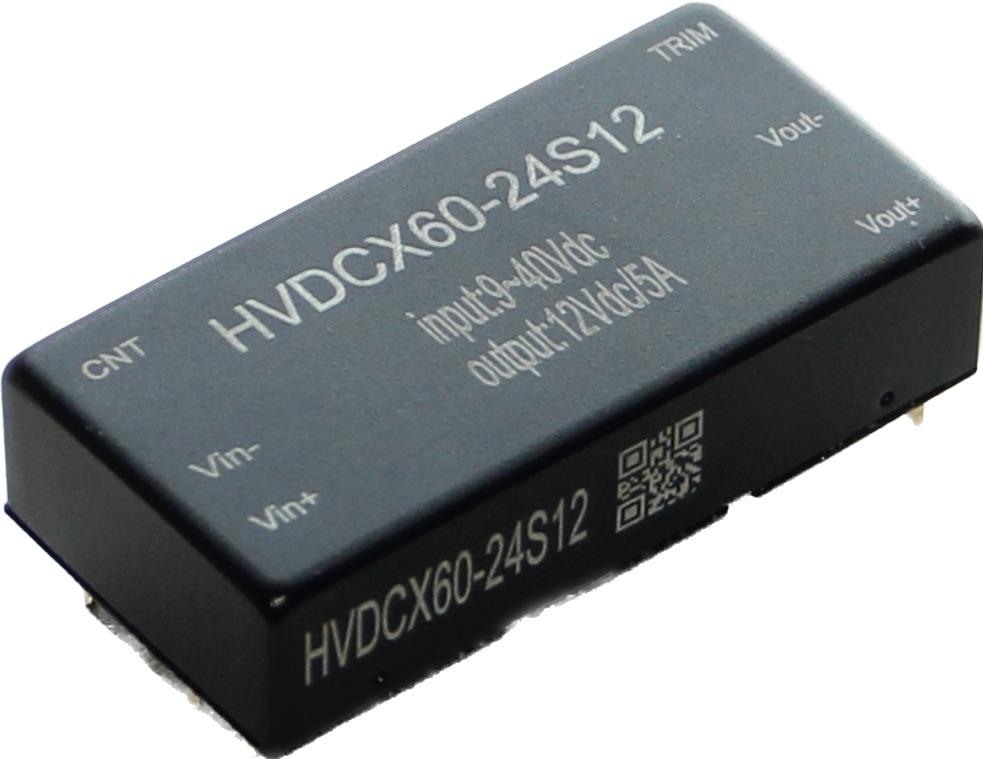 TRIM
Vout-
Vout+
HVDCX60-24S12
input:9~40Vdc
output:12Vdc/5A
CNT
Vin-
Vin+
HVDCX60-24S12